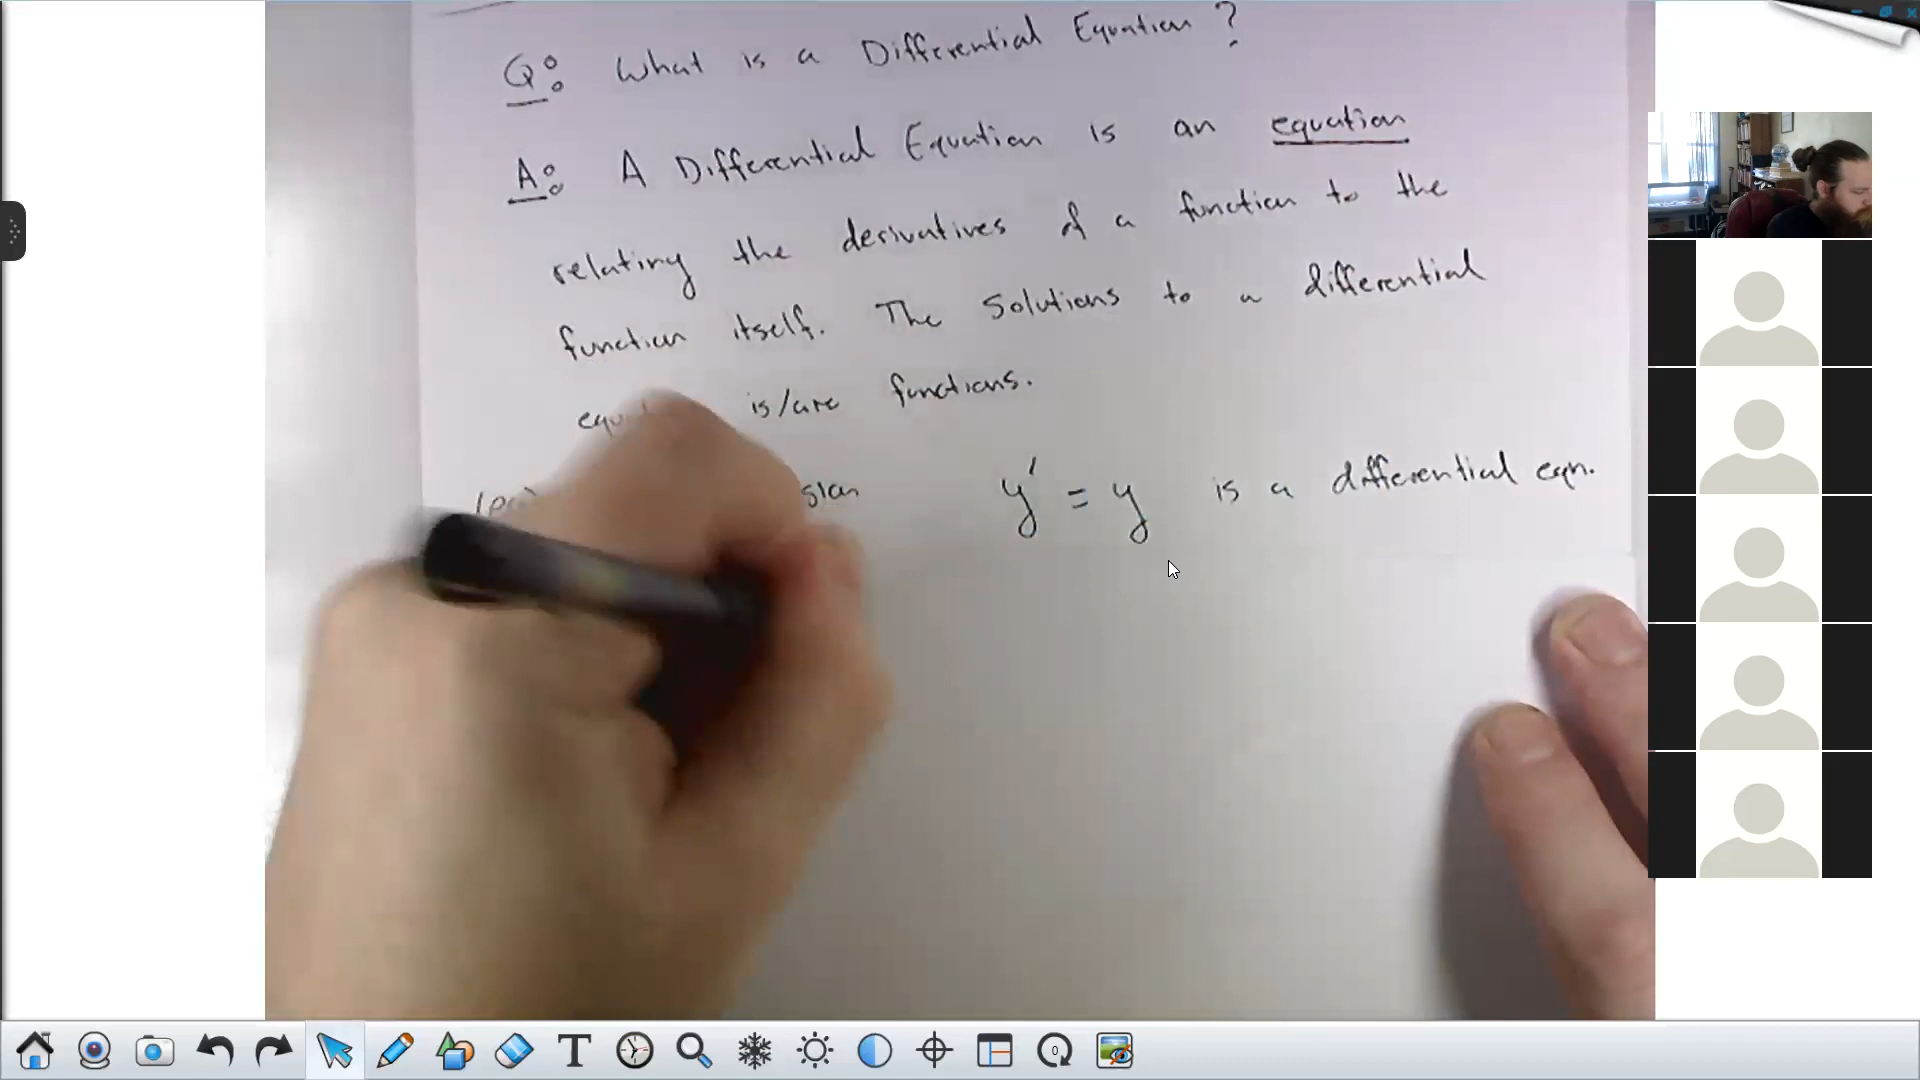 Q: What is a Differential Equation?
A: A Differential Equation is an equation
relating the derivatives of a function to the
function itself. The Solutions to a differential
is/are functions.
y' = y is a differential eqn.